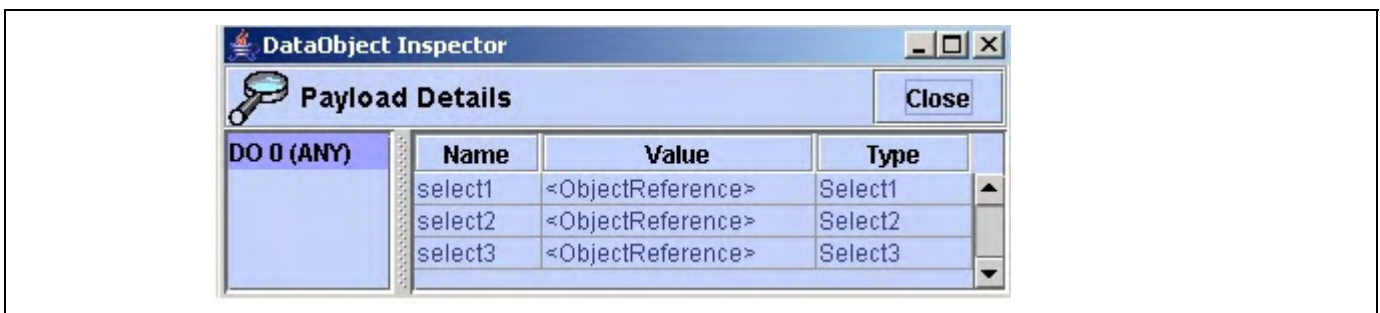 DataObject Inspector
Payload Details Close
DO 0 (ANY) Name Value Type
select1 <ObjectReference> Select1
select2 <ObjectReference> Select2
select3 <ObjectReference> Select3